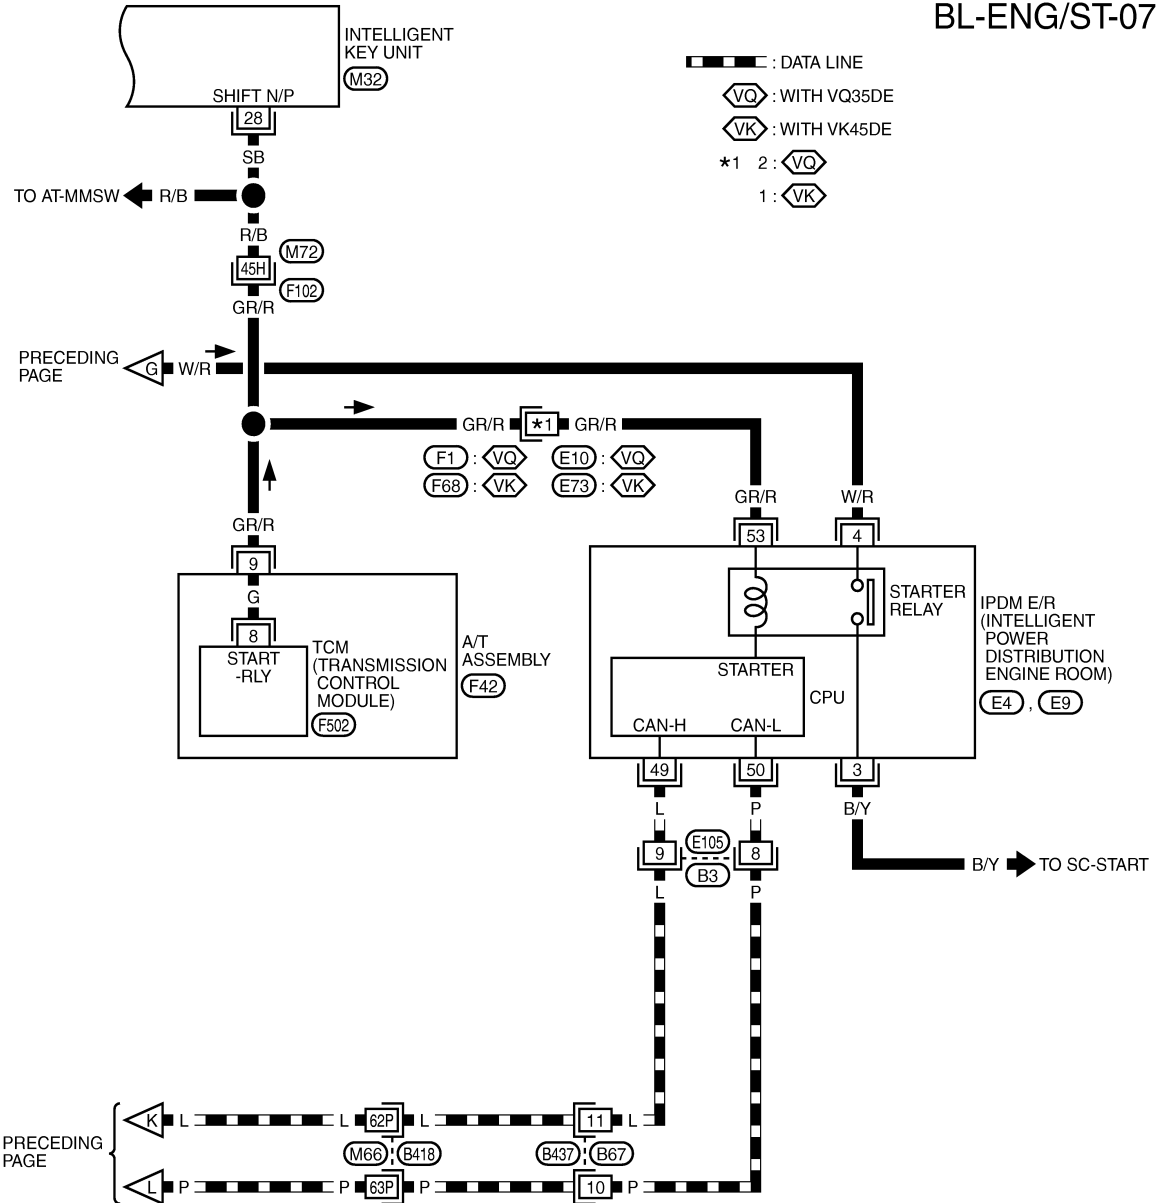 BL-ENG/ST-07
INTELLIGENT
KEY UNIT
M32
SHIFT N/P
28
SB
: DATA LINE
VQ : WITH VQ35DE
VK : WITH VK45DE
*1 2 : VQ
1 : VK
TO AT-MMSW R/B
R/B
M72
45H
F102
GR/R
PRECEDING
PAGE
G W/R
GR/R *1 GR/R
F1 : VQ E10 : VQ
F68 : VK E73 : VK
GR/R W/R
53 4
GR/R
9
G
8
START
-RLY
TCM
(TRANSMISSION
CONTROL
MODULE)
F502
A/T
ASSEMBLY
F42
STARTER
RELAY
IPDM E/R
(INTELLIGENT
POWER
DISTRIBUTION
ENGINE ROOM)
E4 , E9
STARTER
CPU
CAN-H CAN-L
49 50 3
L P B/Y
E105
9 8
B3
L P
B/Y TO SC-START
PRECEDING
PAGE
K L L 62P L 11 L
M66 B418 B437 B67
L P P 63P P 10 P